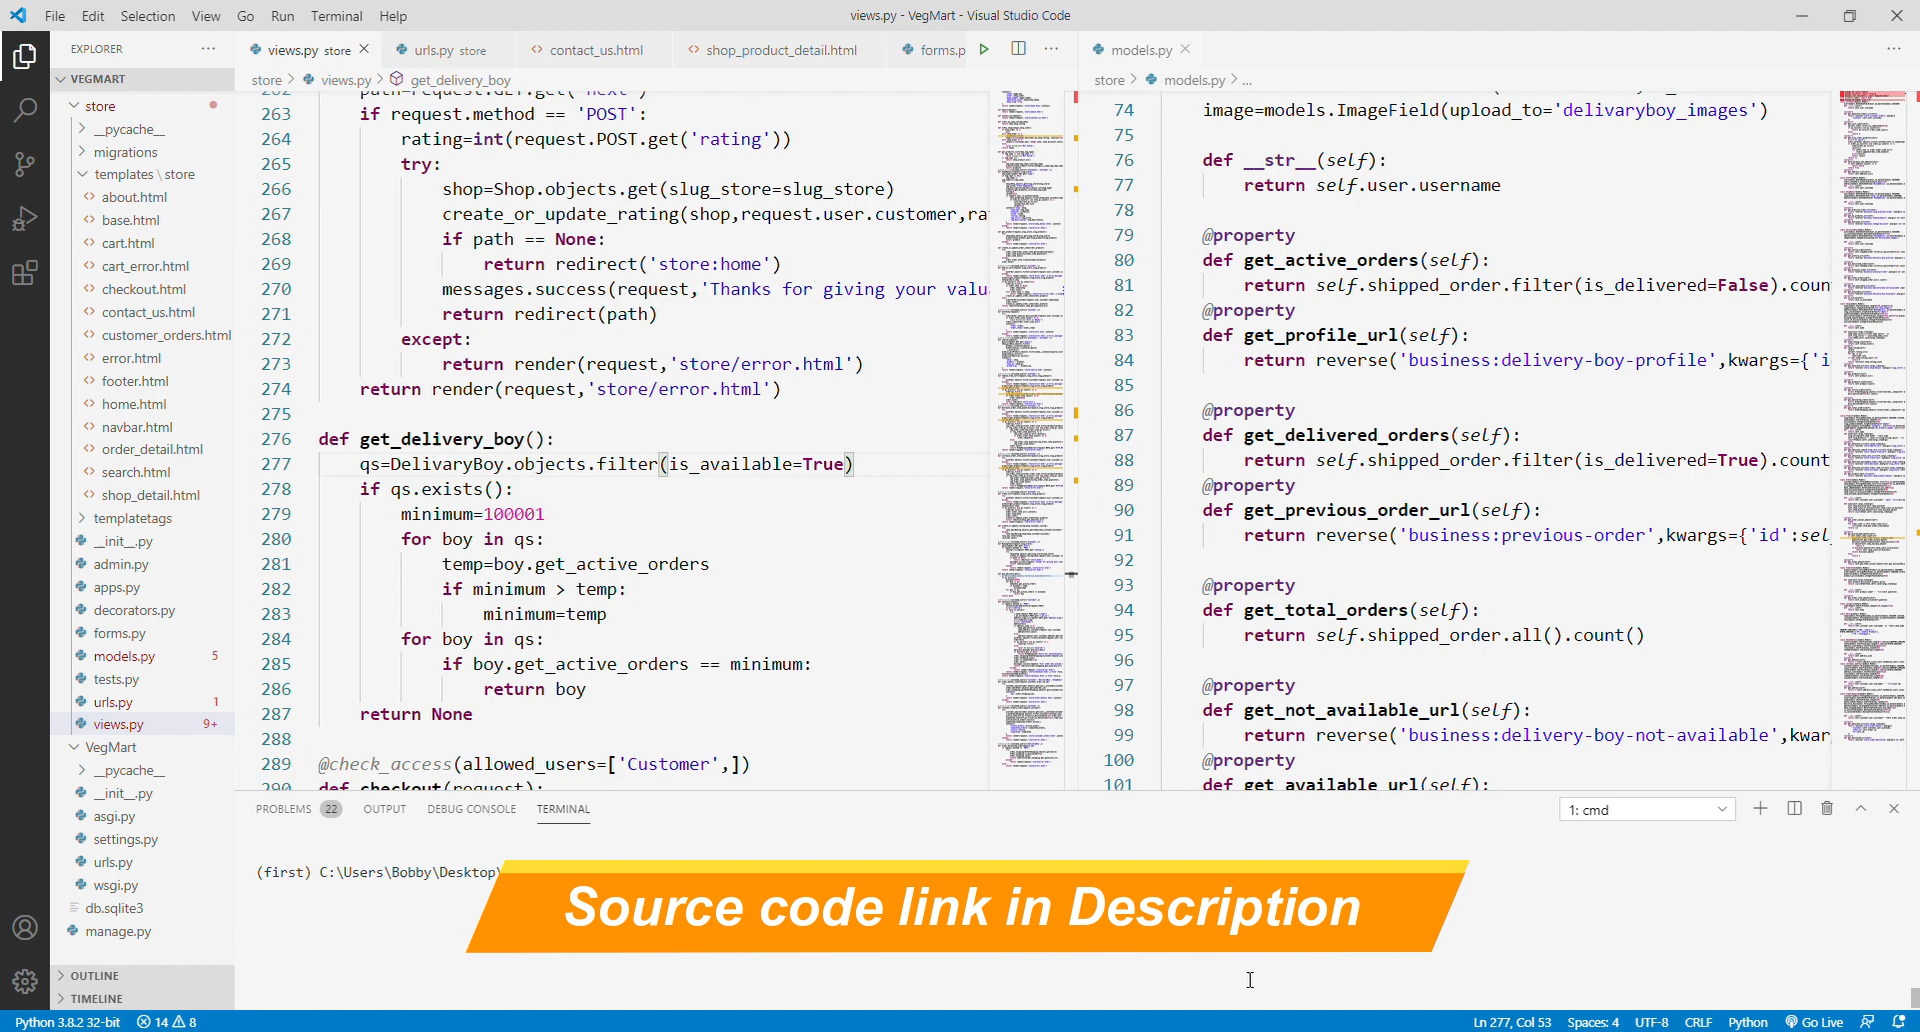 File Edit Selection View Go Run Terminal Help
views.py - VegMart - Visual Studio Code
EXPLORER
VEGMART
store
__pycache__
migrations
templates \ store
about.html
base.html
cart.html
cart_error.html
checkout.html
contact_us.html
customer_orders.html
error.html
footer.html
home.html
navbar.html
order_detail.html
search.html
shop_detail.html
templatetags
__init__.py
admin.py
apps.py
decorators.py
forms.py
models.py 5
tests.py
urls.py 1
views.py 9+
VegMart
__pycache__
__init__.py
asgi.py
settings.py
urls.py
wsgi.py
db.sqlite3
manage.py
OUTLINE
TIMELINE
views.py store urls.py store contact_us.html shop_product_detail.html forms.p
store > views.py > get_delivery_boy
263 if request.method == 'POST':
264 rating=int(request.POST.get('rating'))
265 try:
266 shop=Shop.objects.get(slug_store=slug_store)
267 create_or_update_rating(shop,request.user.customer,ra
268 if path == None:
269 return redirect('store:home')
270 messages.success(request,'Thanks for giving your valu
271 return redirect(path)
272 except:
273 return render(request,'store/error.html')
274 return render(request,'store/error.html')
275
276 def get_delivery_boy():
277 qs=DelivaryBoy.objects.filter(is_available=True)
278 if qs.exists():
279 minimum=100001
280 for boy in qs:
281 temp=boy.get_active_orders
282 if minimum > temp:
283 minimum=temp
284 for boy in qs:
285 if boy.get_active_orders == minimum:
286 return boy
287 return None
288
289 @check_access(allowed_users=['Customer',])
290 def checkout(request):
models.py
store > models.py > ...
74 image=models.ImageField(upload_to='delivaryboy_images')
75
76 def __str__(self):
77 return self.user.username
78
79 @property
80 def get_active_orders(self):
81 return self.shipped_order.filter(is_delivered=False).coun
82 @property
83 def get_profile_url(self):
84 return reverse('business:delivery-boy-profile',kwargs={'i
85
86 @property
87 def get_delivered_orders(self):
88 return self.shipped_order.filter(is_delivered=True).count
89 @property
90 def get_previous_order_url(self):
91 return reverse('business:previous-order',kwargs={'id':sel
92
93 @property
94 def get_total_orders(self):
95 return self.shipped_order.all().count()
96
97 @property
98 def get_not_available_url(self):
99 return reverse('business:delivery-boy-not-available',kwar
100 @property
101 def get_available_url(self):
PROBLEMS 22 OUTPUT DEBUG CONSOLE TERMINAL
1: cmd
(first) C:\Users\Bobby\Desktop\
Source code link in Description
Python 3.8.2 32-bit 14 8
Ln 277, Col 53 Spaces: 4 UTF-8 CRLF Python Go Live